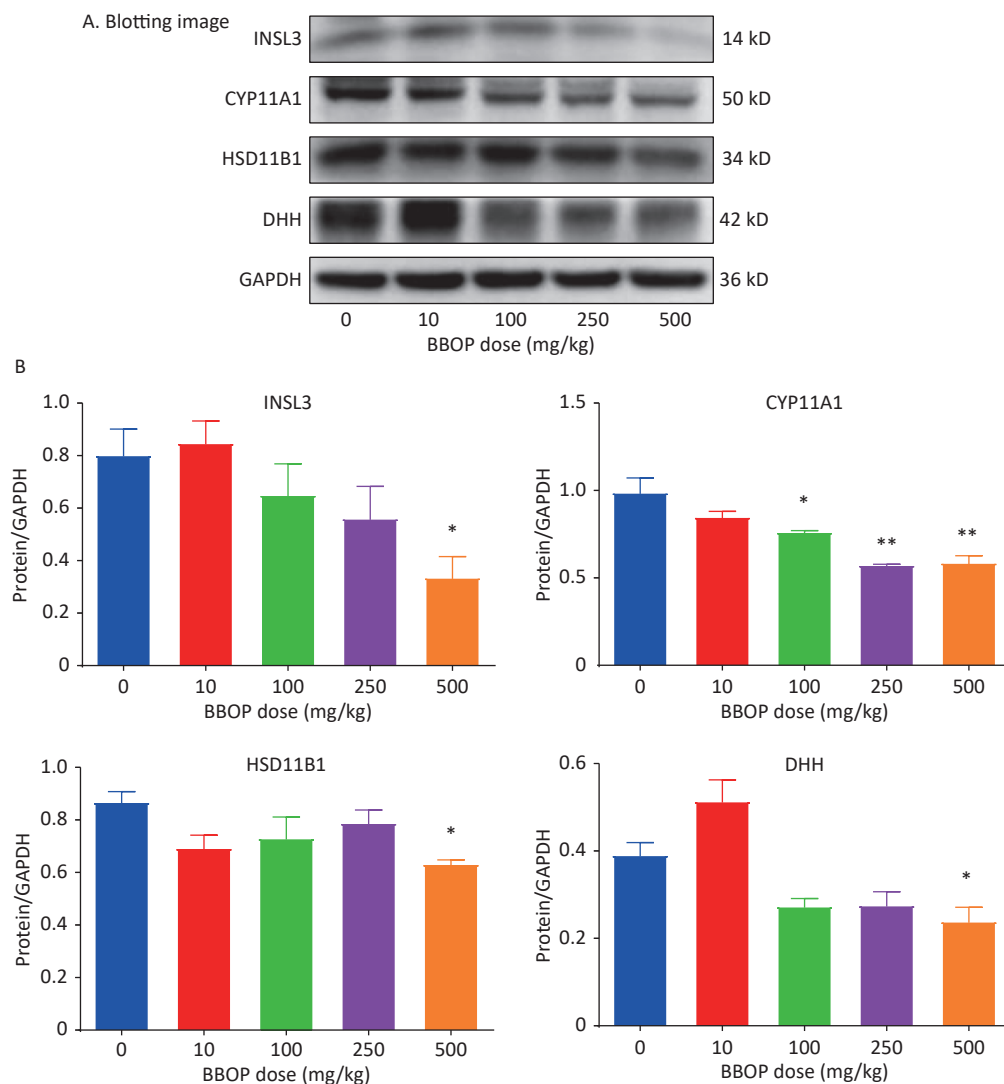 A. Blotting image
INSL3 14 kD
CYP11A1 50 kD
HSD11B1 34 kD
DHH 42 kD
GAPDH 36 kD
0 10 100 250 500
BBOP dose (mg/kg)
B
INSL3
Protein/GAPDH
1.0
0.8
0.6
0.4
0.2
0
*
0 10 100 250 500
BBOP dose (mg/kg)
CYP11A1
Protein/GAPDH
1.5
1.0
0.5
0
* ** **
0 10 100 250 500
BBOP dose (mg/kg)
HSD11B1
Protein/GAPDH
1.0
0.8
0.6
0.4
0.2
0
*
0 10 100 250 500
BBOP dose (mg/kg)
DHH
Protein/GAPDH
0.6
0.4
0.2
0
*
0 10 100 250 500
BBOP dose (mg/kg)